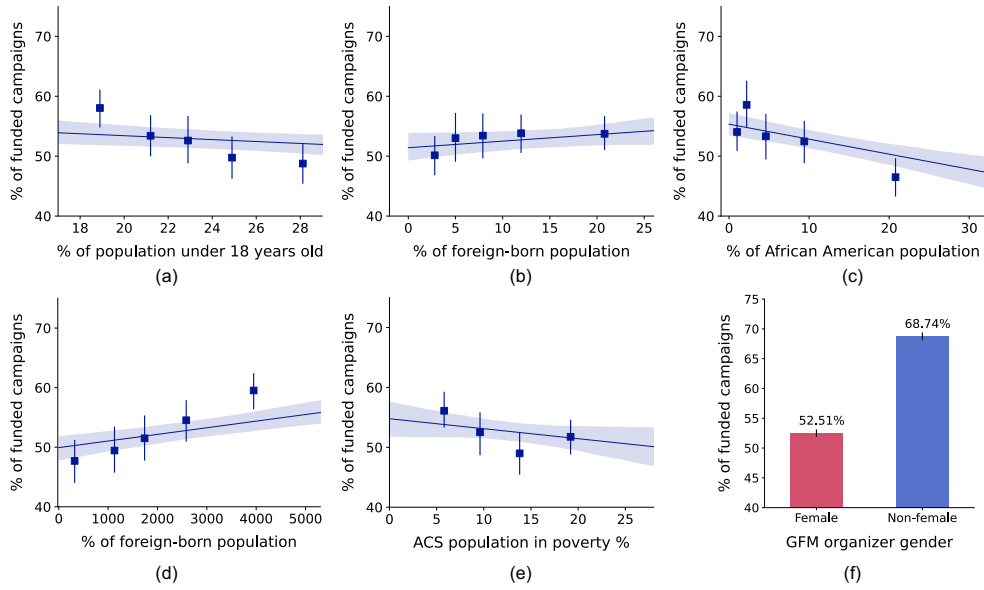 % of funded campaigns
70
60
50
40
18 20 22 24 26 28
% of population under 18 years old
(a)
% of funded campaigns
70
60
50
40
0 5 10 15 20 25
% of foreign-born population
(b)
% of funded campaigns
70
60
50
40
0 10 20 30
% of African American population
(c)
% of funded campaigns
70
60
50
40
0 1000 2000 3000 4000 5000
% of foreign-born population
(d)
% of funded campaigns
70
60
50
40
0 5 10 15 20 25
ACS population in poverty %
(e)
% of funded campaigns
75
70
65
60
55
50
45
40
52.51%
68.74%
Female Non-female
GFM organizer gender
(f)